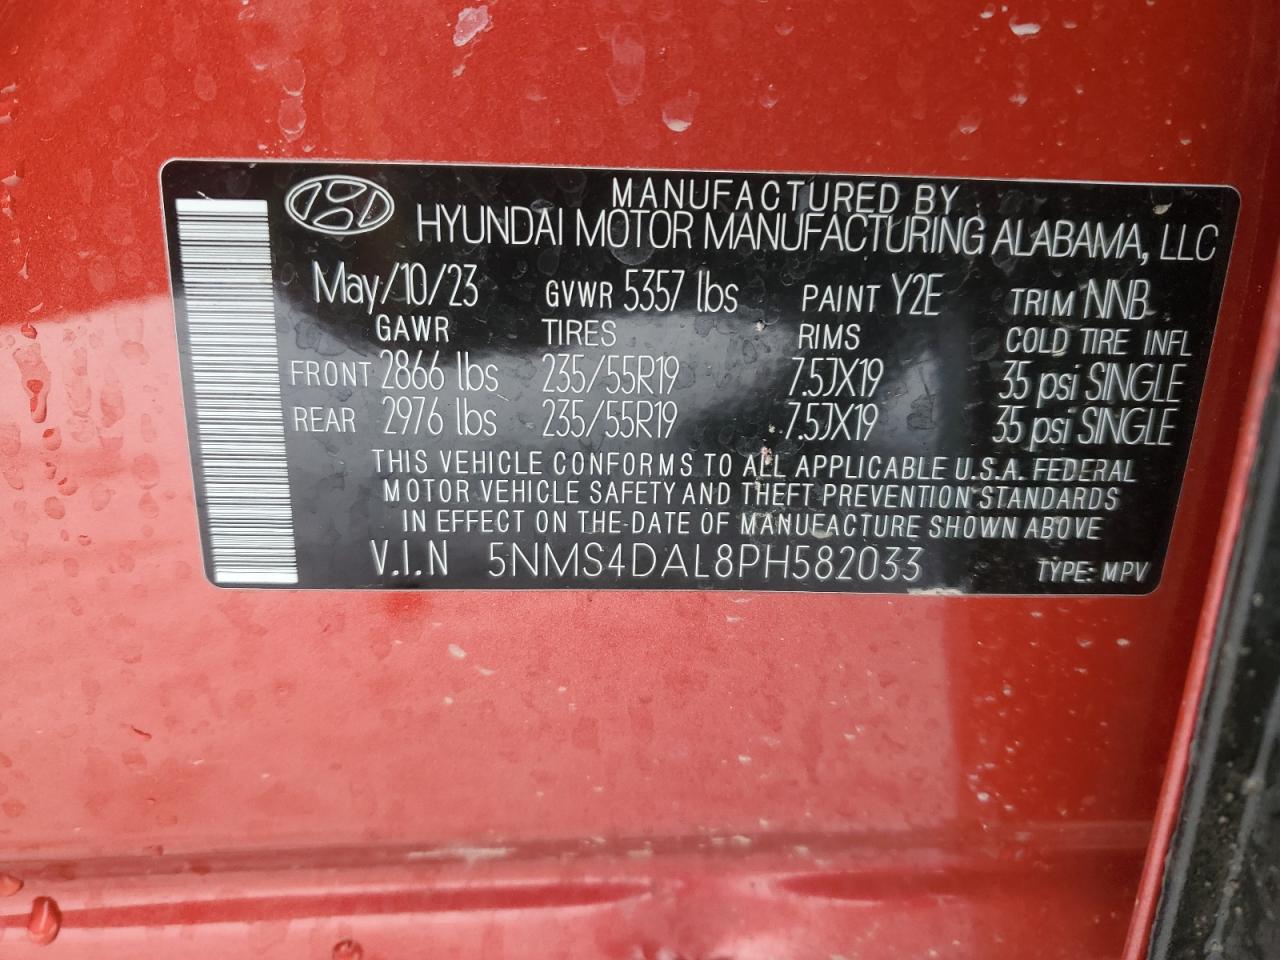 MANUFACTURED BY
HYUNDAI MOTOR MANUFACTURING ALABAMA, LLC
May/10/23 GVWR 5357 lbs PAINT Y2E TRIM NNB
GAWR TIRES RIMS COLD TIRE INFL
FRONT 2866 lbs 235/55R19 7.5JX19 35 psi SINGLE
REAR 2976 lbs 235/55R19 7.5JX19 35 psi SINGLE
THIS VEHICLE CONFORMS TO ALL APPLICABLE U.S.A. FEDERAL
MOTOR VEHICLE SAFETY AND THEFT PREVENTION STANDARDS
IN EFFECT ON THE DATE OF MANUFACTURE SHOWN ABOVE
V.I.N 5NMS4DAL8PH582033 TYPE: MPV